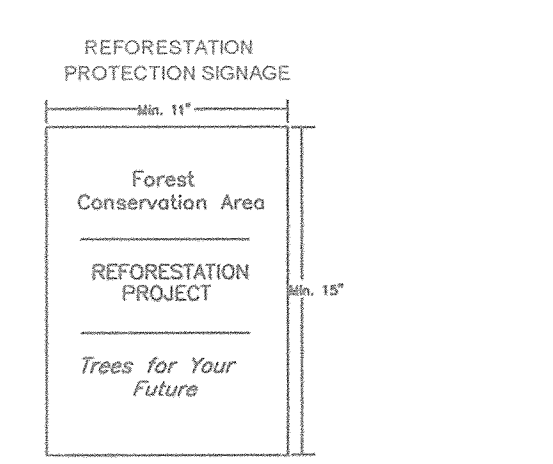 REFORESTATION
PROTECTION SIGNAGE
Min. 11"
Forest
Conservation Area
REFORESTATION
PROJECT
Min. 15"
Trees for Your
Future